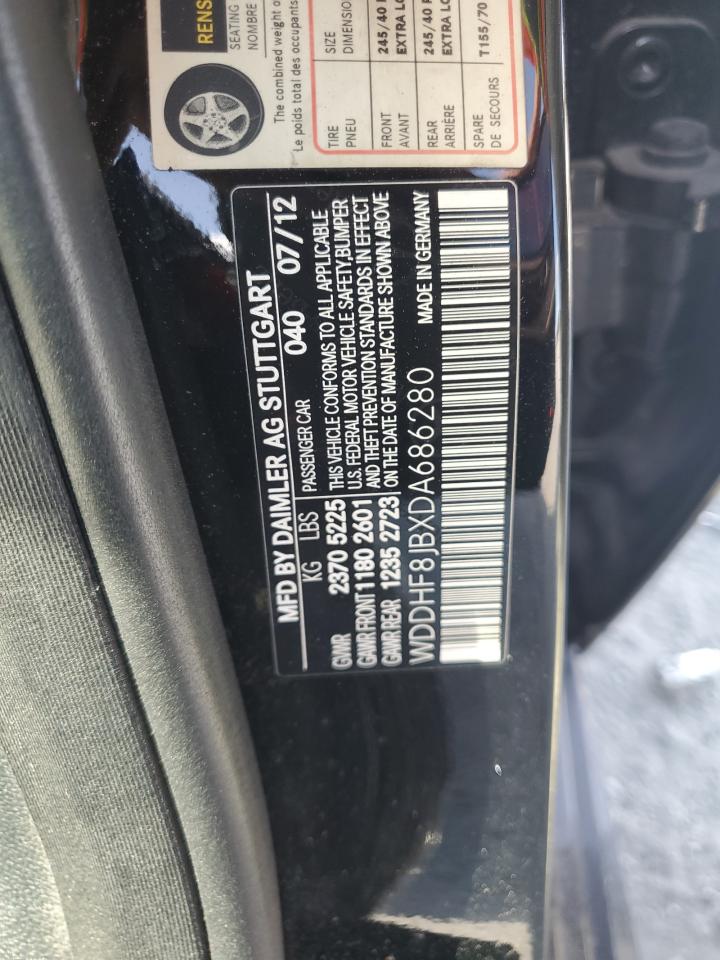 RENS
SEATING
NOMBRE
The combined weight o
Le poids total des occupants
TIRE SIZE
PNEU DIMENSION
FRONT 245/40
AVANT EXTRA LO
REAR 245/40
ARRIÈRE EXTRA LO
SPARE T155/70
DE SECOURS
MFD BY DAIMLER AG STUTTGART
040 07/12
KG LBS PASSENGER CAR
GVWR 2370 5225 THIS VEHICLE CONFORMS TO ALL APPLICABLE
U.S. FEDERAL MOTOR VEHICLE SAFETY,BUMPER
GAWR FRONT 1180 2601 AND THEFT PREVENTION STANDARDS IN EFFECT
GAWR REAR 1235 2723 ON THE DATE OF MANUFACTURE SHOWN ABOVE
WDDHF8JBXDA686280 MADE IN GERMANY